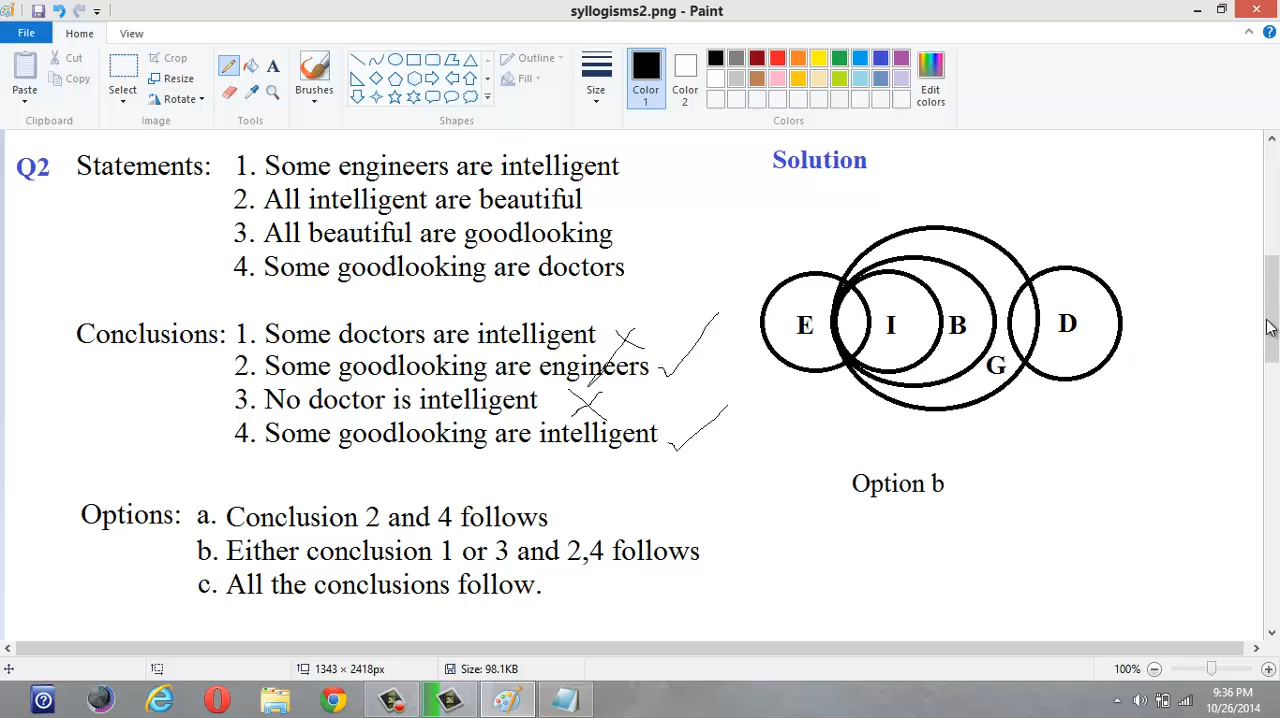 syllogisms2.png - Paint
File
Home
View
Paste
Cut
Copy
Clipboard
Select
Crop
Resize
Rotate
Image
A
Tools
Brushes
Shapes
Outline
Fill
Size
Color
1
Color
2
Edit
colors
Colors
Q2 Statements: 1. Some engineers are intelligent
2. All intelligent are beautiful
3. All beautiful are goodlooking
4. Some goodlooking are doctors
Conclusions: 1. Some doctors are intelligent
2. Some goodlooking are engineers
3. No doctor is intelligent
4. Some goodlooking are intelligent
Options: a. Conclusion 2 and 4 follows
b. Either conclusion 1 or 3 and 2,4 follows
c. All the conclusions follow.
Solution
E I B D
G
Option b
1343 × 2418px
Size: 98.1KB
100%
9:36 PM
10/26/2014